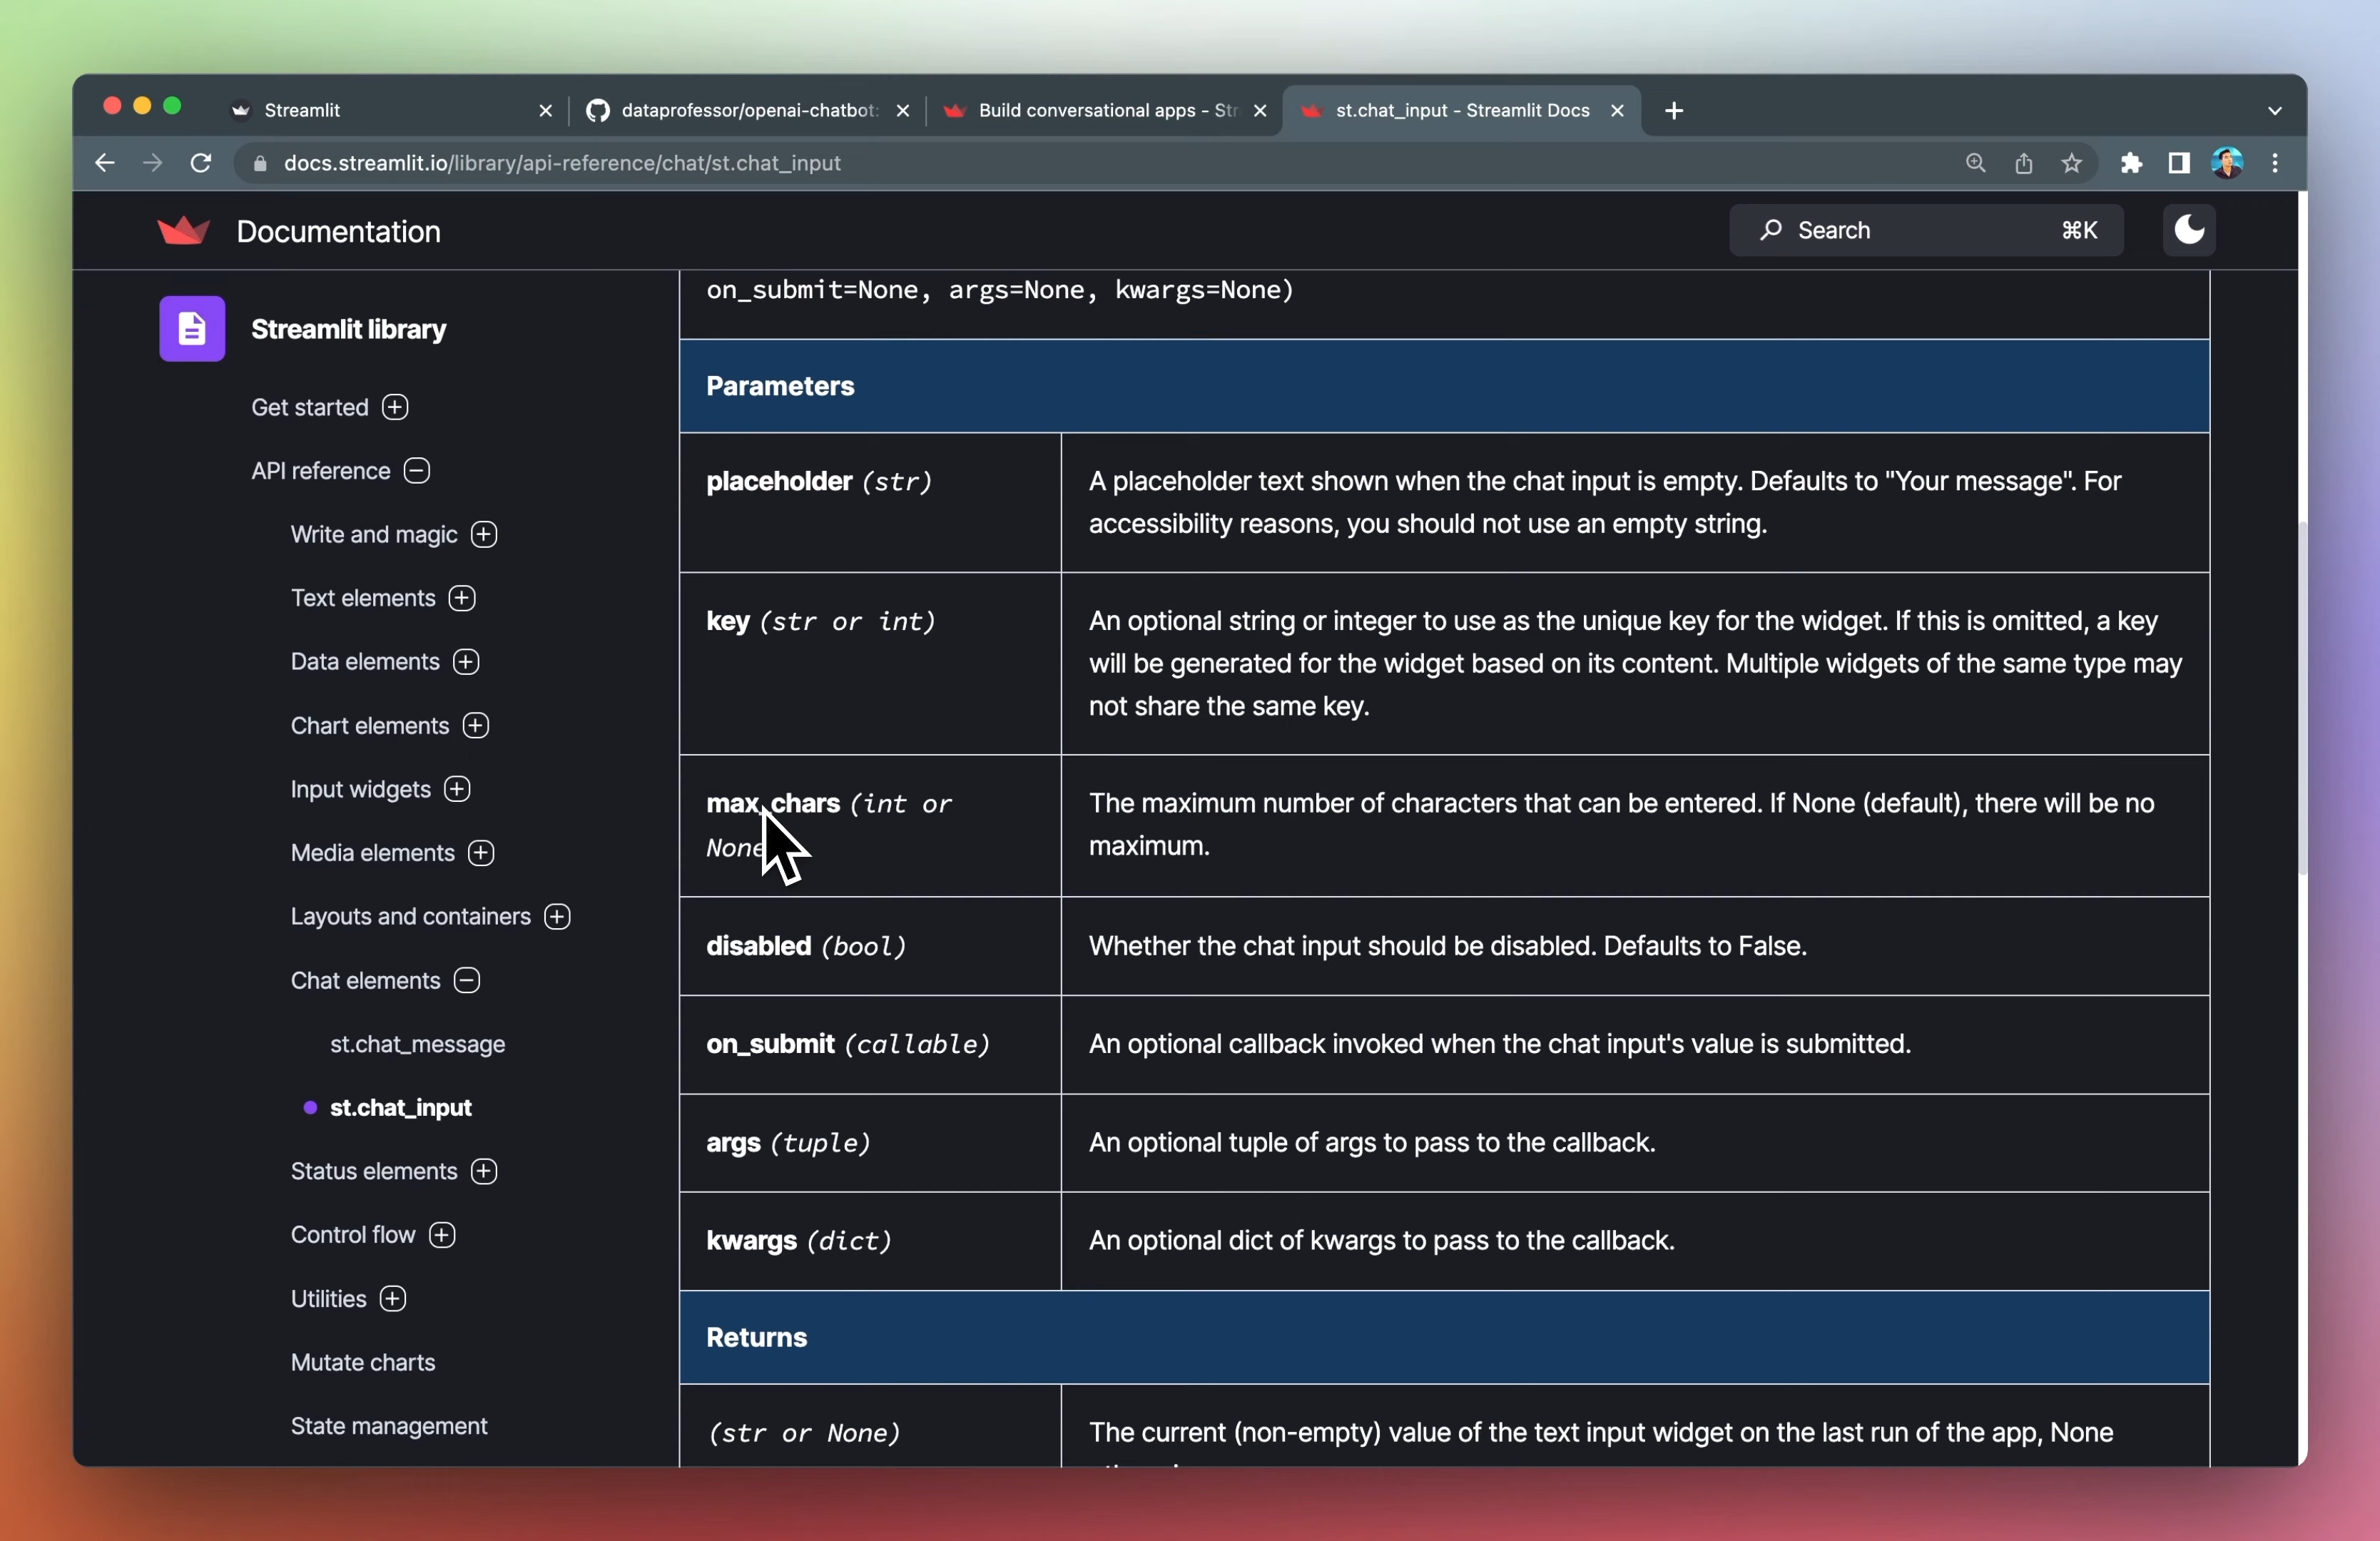 Streamlit
dataprofessor/openai-chatbot:
Build conversational apps - Str
st.chat_input - Streamlit Docs
docs.streamlit.io/library/api-reference/chat/st.chat_input
Documentation
Search
⌘K
Streamlit library
Get started
API reference
Write and magic
Text elements
Data elements
Chart elements
Input widgets
Media elements
Layouts and containers
Chat elements
st.chat_message
st.chat_input
Status elements
Control flow
Utilities
Mutate charts
State management
on_submit=None, args=None, kwargs=None)
Parameters
placeholder (str)
A placeholder text shown when the chat input is empty. Defaults to "Your message". For
accessibility reasons, you should not use an empty string.
key (str or int)
An optional string or integer to use as the unique key for the widget. If this is omitted, a key
will be generated for the widget based on its content. Multiple widgets of the same type may
not share the same key.
max_chars (int or
None
The maximum number of characters that can be entered. If None (default), there will be no
maximum.
disabled (bool)
Whether the chat input should be disabled. Defaults to False.
on_submit (callable)
An optional callback invoked when the chat input's value is submitted.
args (tuple)
An optional tuple of args to pass to the callback.
kwargs (dict)
An optional dict of kwargs to pass to the callback.
Returns
(str or None)
The current (non-empty) value of the text input widget on the last run of the app, None